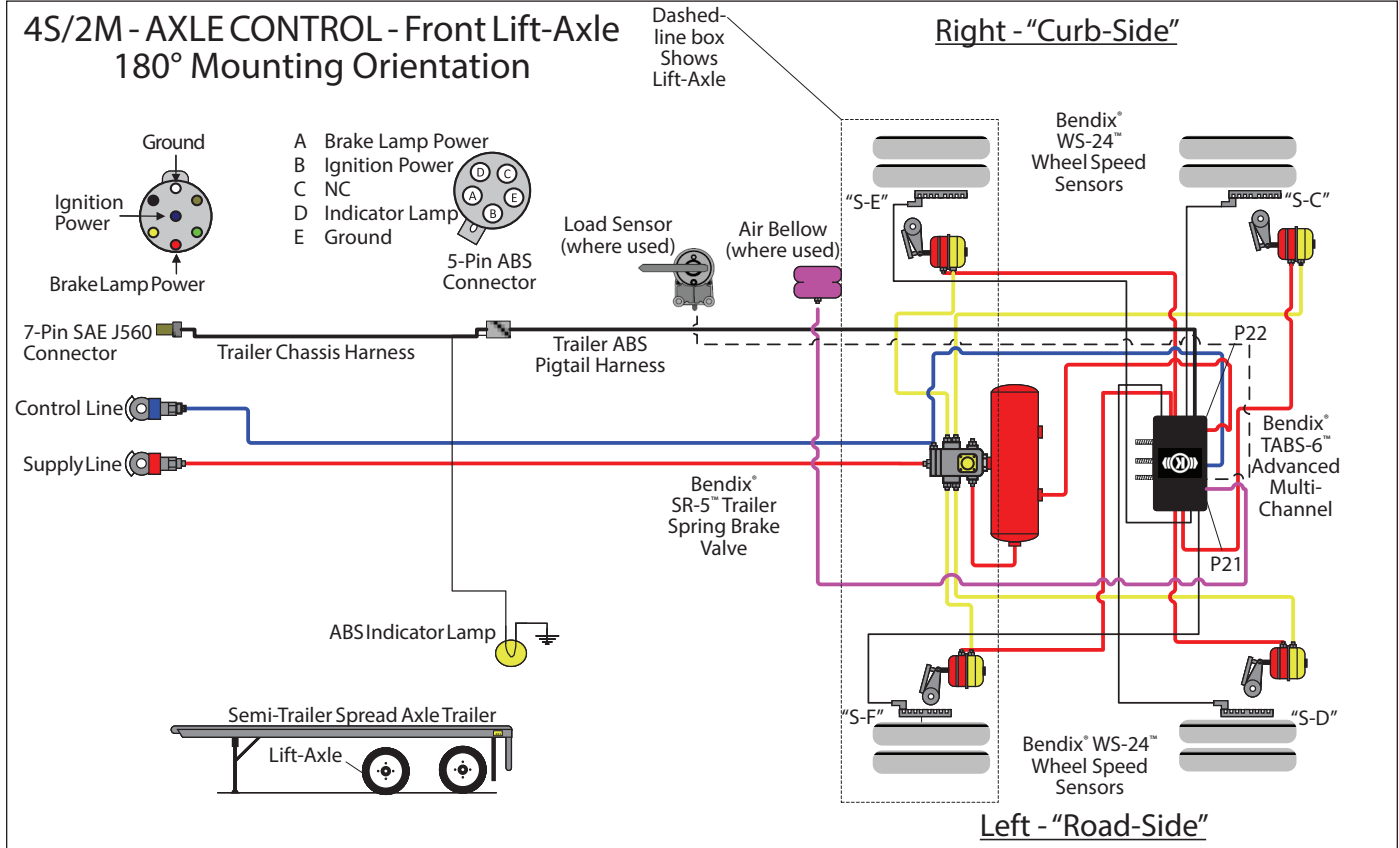 4S/2M - AXLE CONTROL - Front Lift-Axle
180° Mounting Orientation
Dashed-
line box
Shows
Lift-Axle
Right - “Curb-Side”
Ground
Ignition
Power
Brake Lamp Power
A Brake Lamp Power
B Ignition Power
C NC
D Indicator Lamp
E Ground
D C
A E
B
5-Pin ABS
Connector
Load Sensor
(where used)
Air Bellow
(where used)
Bendix®
WS-24™
Wheel Speed
Sensors
“S-E”
“S-C”
7-Pin SAE J560
Connector
Trailer Chassis Harness
Trailer ABS
Pigtail Harness
P22
Control Line
Supply Line
Bendix®
SR-5™ Trailer
Spring Brake
Valve
Bendix®
TABS-6™
Advanced
Multi-
Channel
K
P21
ABS Indicator Lamp
“S-F”
“S-D”
Semi-Trailer Spread Axle Trailer
Lift-Axle
Bendix® WS-24™
Wheel Speed
Sensors
Left - “Road-Side”